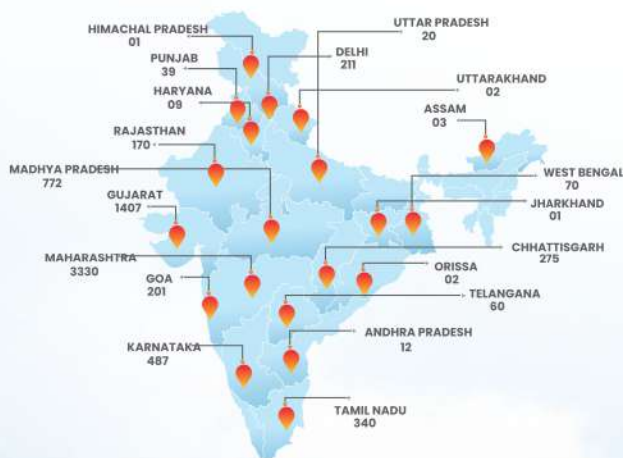 HIMACHAL PRADESH
01
PUNJAB
39
HARYANA
09
RAJASTHAN
170
MADHYA PRADESH
772
GUJARAT
1407
MAHARASHTRA
3330
GOA
201
KARNATAKA
487
UTTAR PRADESH
20
DELHI
211
UTTARAKHAND
02
ASSAM
03
WEST BENGAL
70
JHARKHAND
01
CHHATTISGARH
275
ORISSA
02
TELANGANA
60
ANDHRA PRADESH
12
TAMIL NADU
340